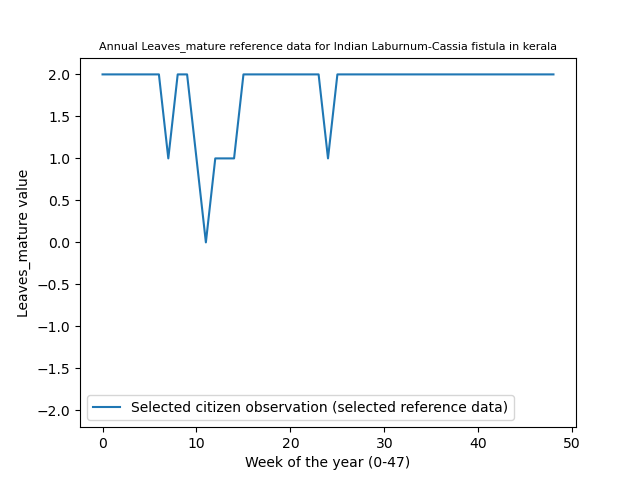 Annual Leaves_mature reference data for Indian Laburnum-Cassia fistula in kerala
2.0
1.5
1.0
0.5
0.0
−0.5
−1.0
−1.5
−2.0
Leaves_mature value
Selected citizen observation (selected reference data)
0 10 20 30 40 50
Week of the year (0-47)